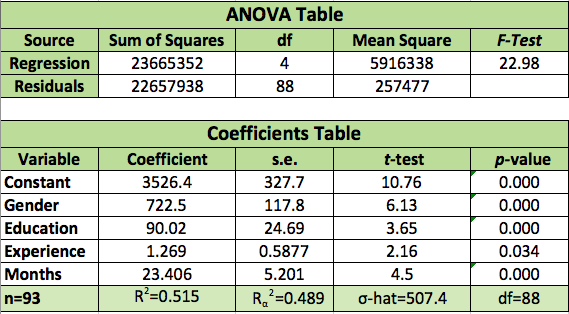 ANOVA Table
Source Sum of Squares df Mean Square F-Test
Regression 23665352 4 5916338 22.98
Residuals 22657938 88 257477
Coefficients Table
Variable Coefficient s.e. t-test p-value
Constant 3526.4 327.7 10.76 0.000
Gender 722.5 117.8 6.13 0.000
Education 90.02 24.69 3.65 0.000
Experience 1.269 0.5877 2.16 0.034
Months 23.406 5.201 4.5 0.000
n=93 R²=0.515 Rₐ²=0.489 σ-hat=507.4 df=88